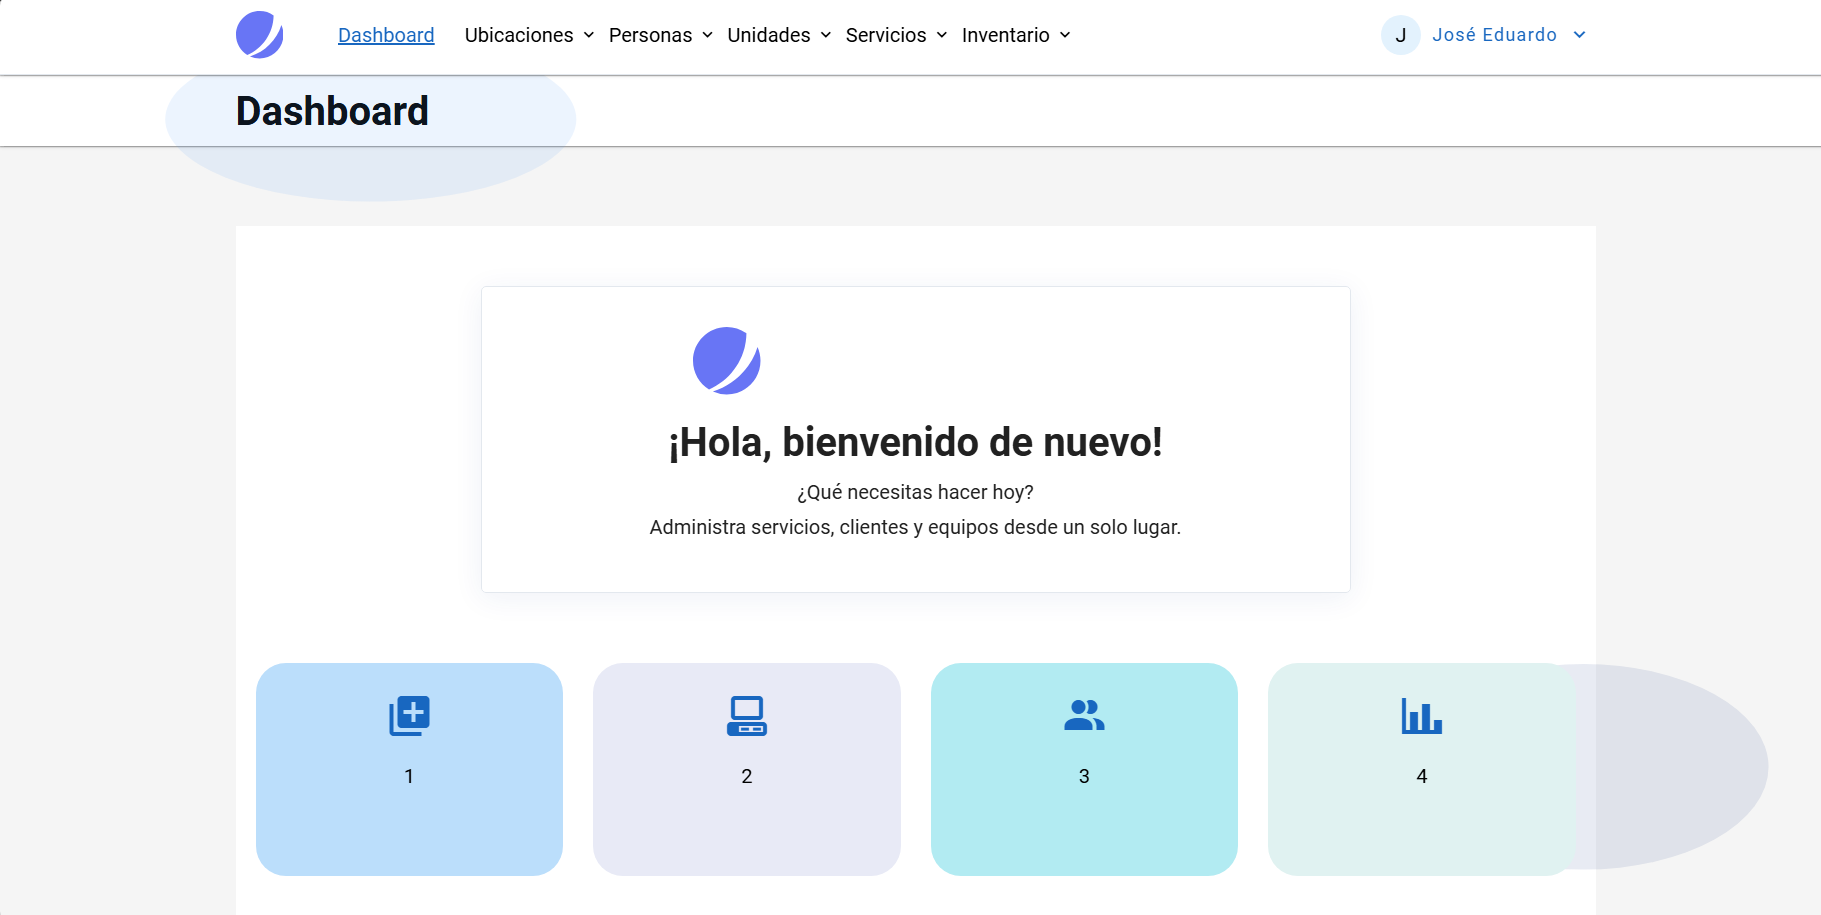 Dashboard Ubicaciones Personas Unidades Servicios Inventario J José Eduardo
Dashboard
¡Hola, bienvenido de nuevo!
¿Qué necesitas hacer hoy?
Administra servicios, clientes y equipos desde un solo lugar.
1 2 3 4